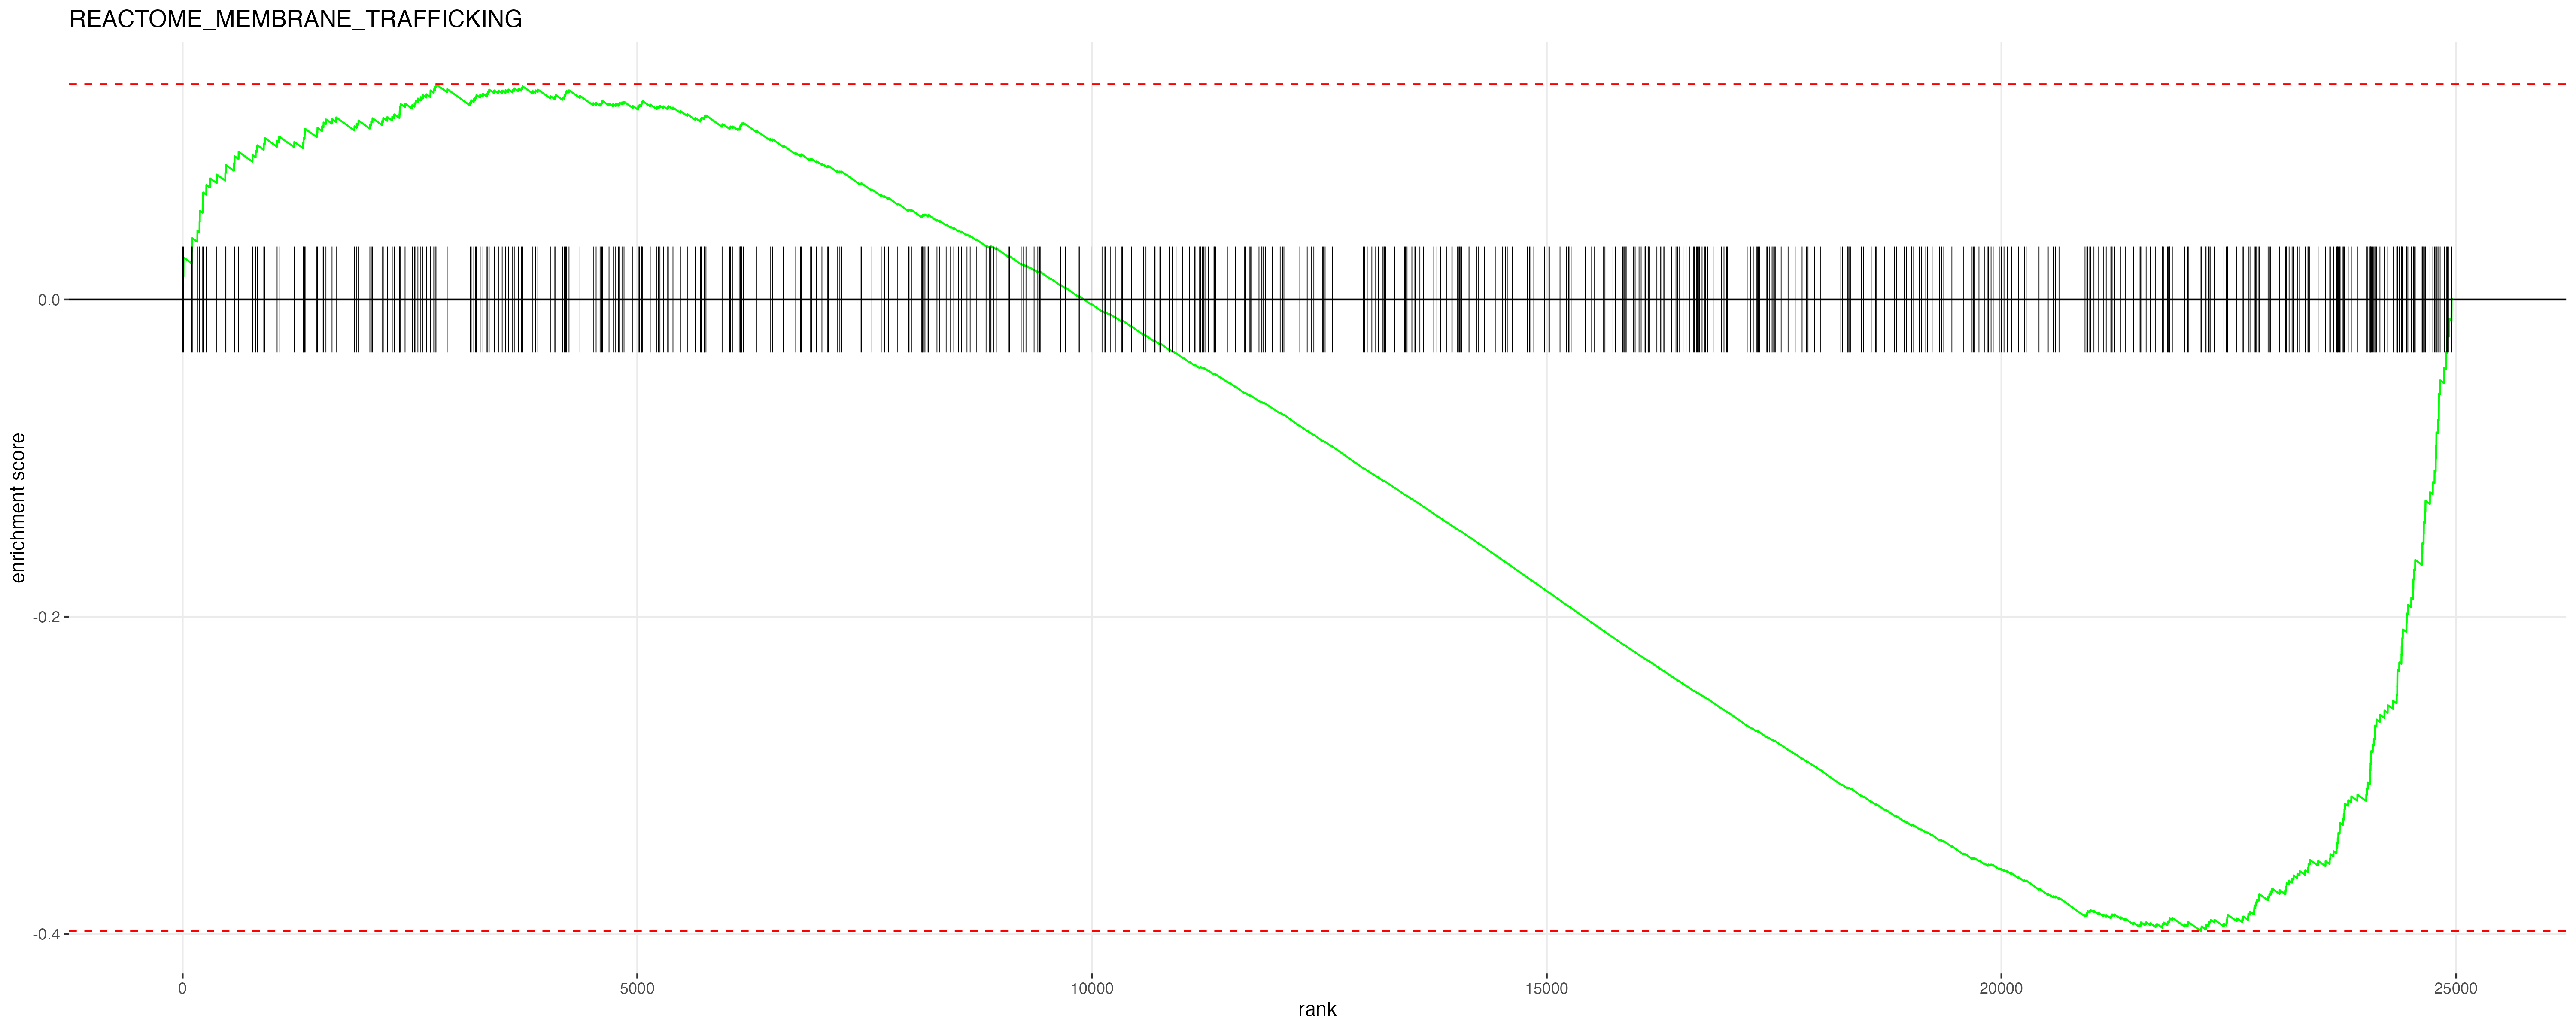 REACTOME_MEMBRANE_TRAFFICKING
enrichment score
0.0
-0.2
-0.4
0 5000 10000 15000 20000 25000
rank